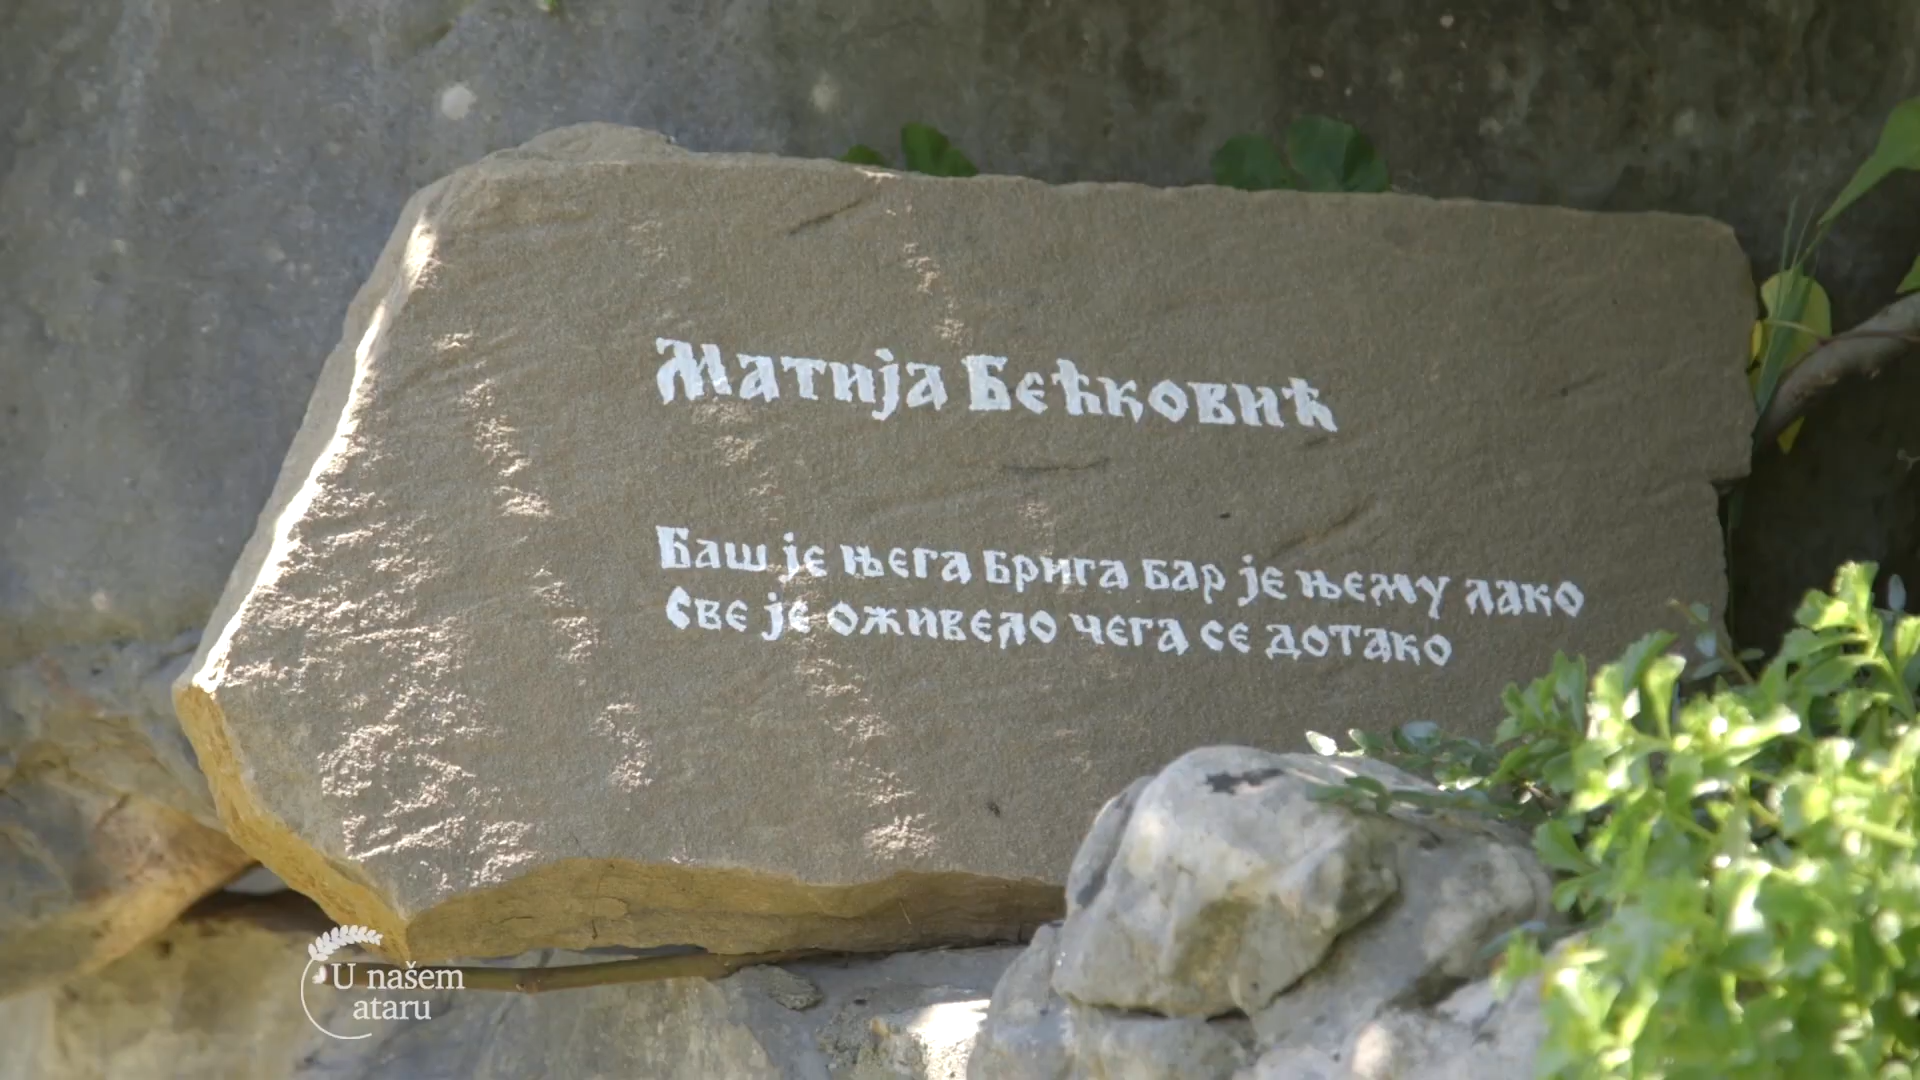 Матија Бећковић
Баш је њега брига бар је њему лако
Све је оживело чега се дотако
U našem
ataru